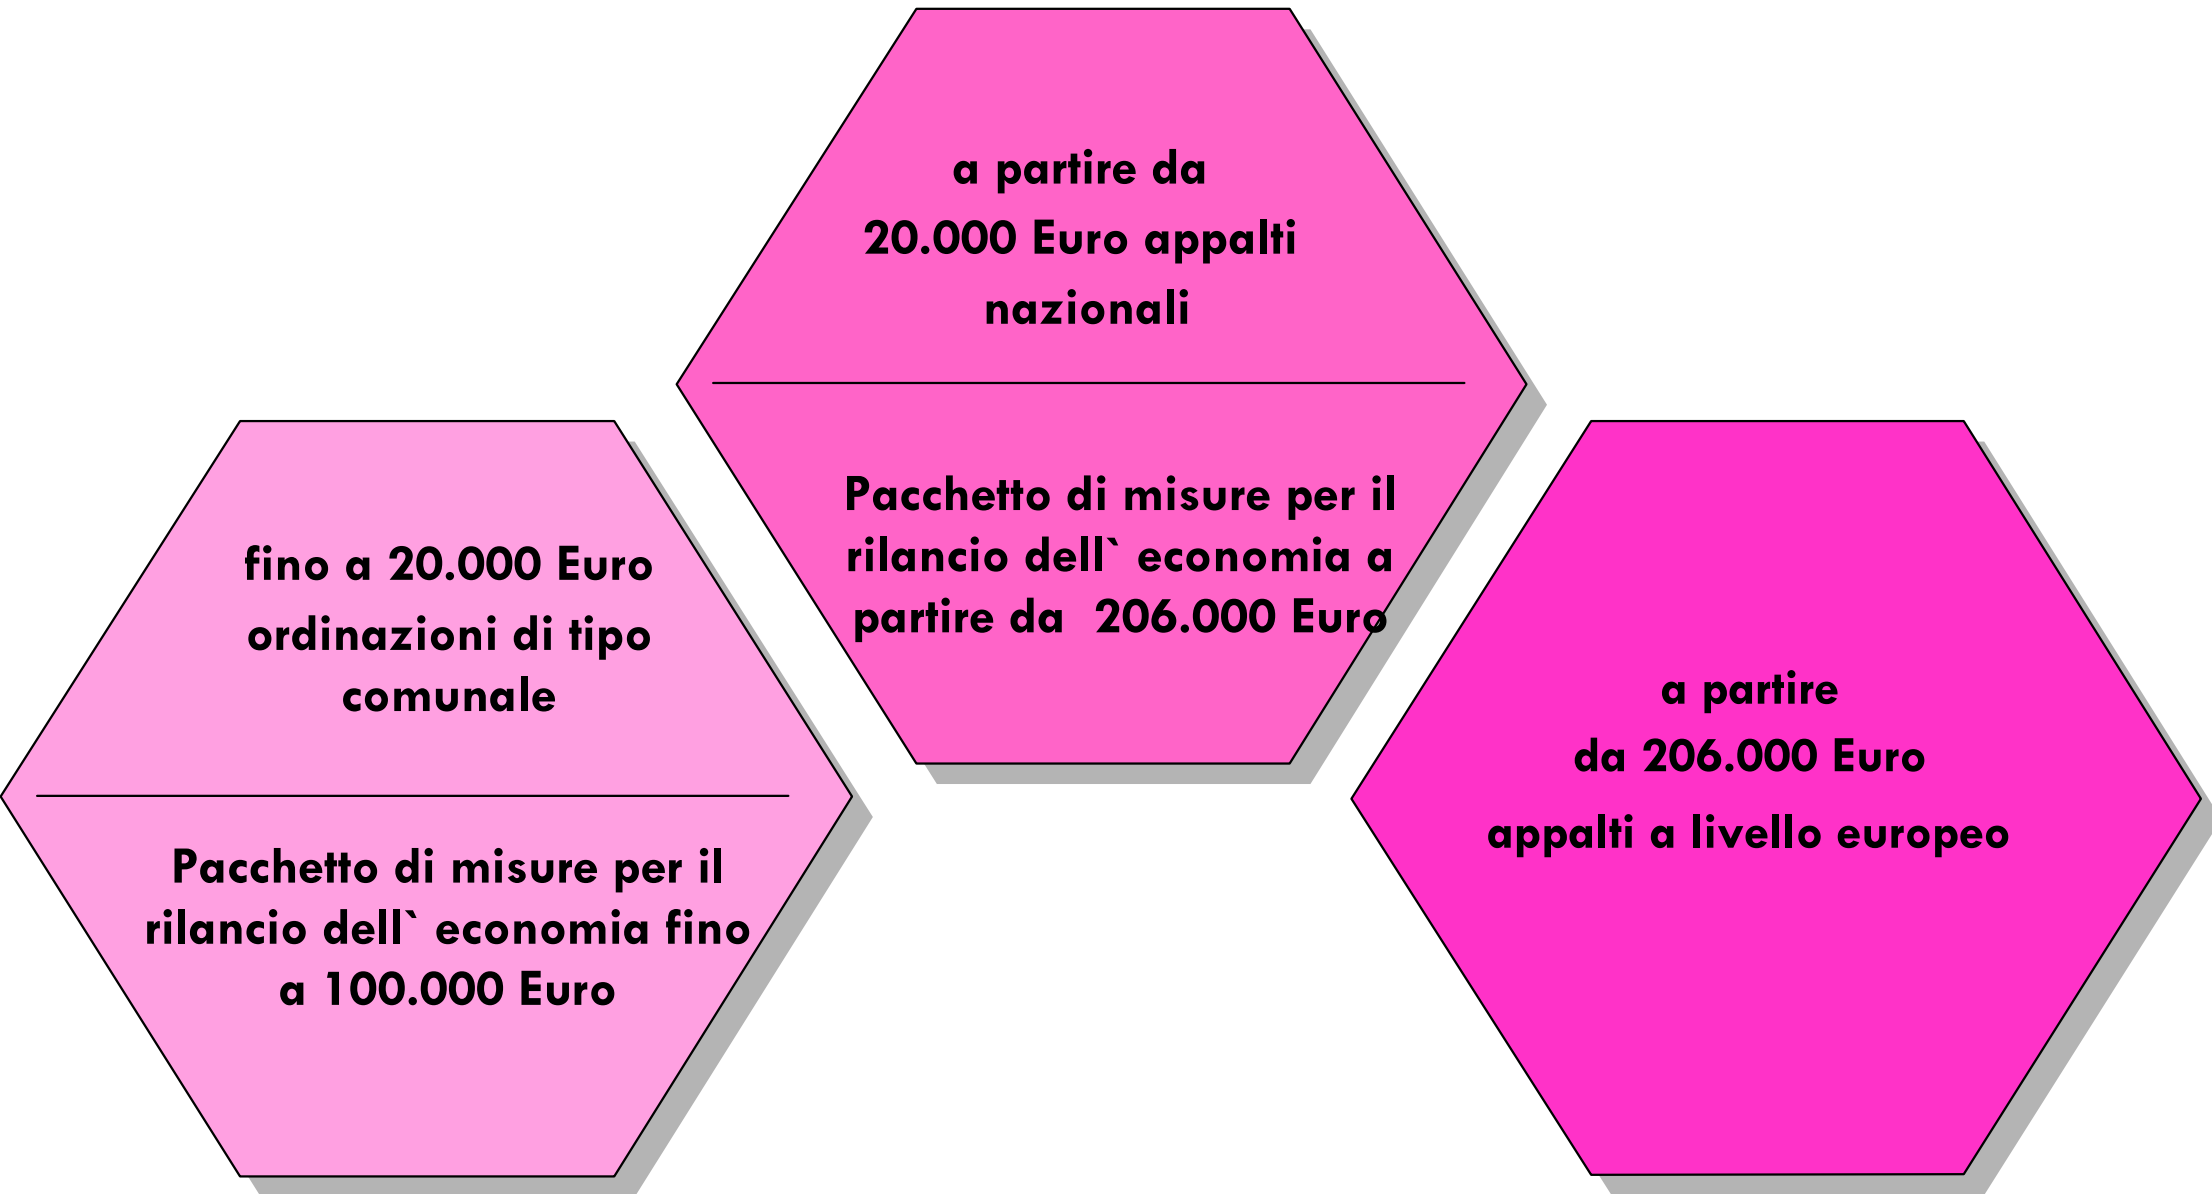 fino a 20.000 Euro
ordinazioni di tipo
comunale
Pacchetto di misure per il
rilancio dell` economia fino
a 100.000 Euro
a partire da
20.000 Euro appalti
nazionali
Pacchetto di misure per il
rilancio dell` economia a
partire da  206.000 Euro
a partire
da 206.000 Euro
appalti a livello europeo